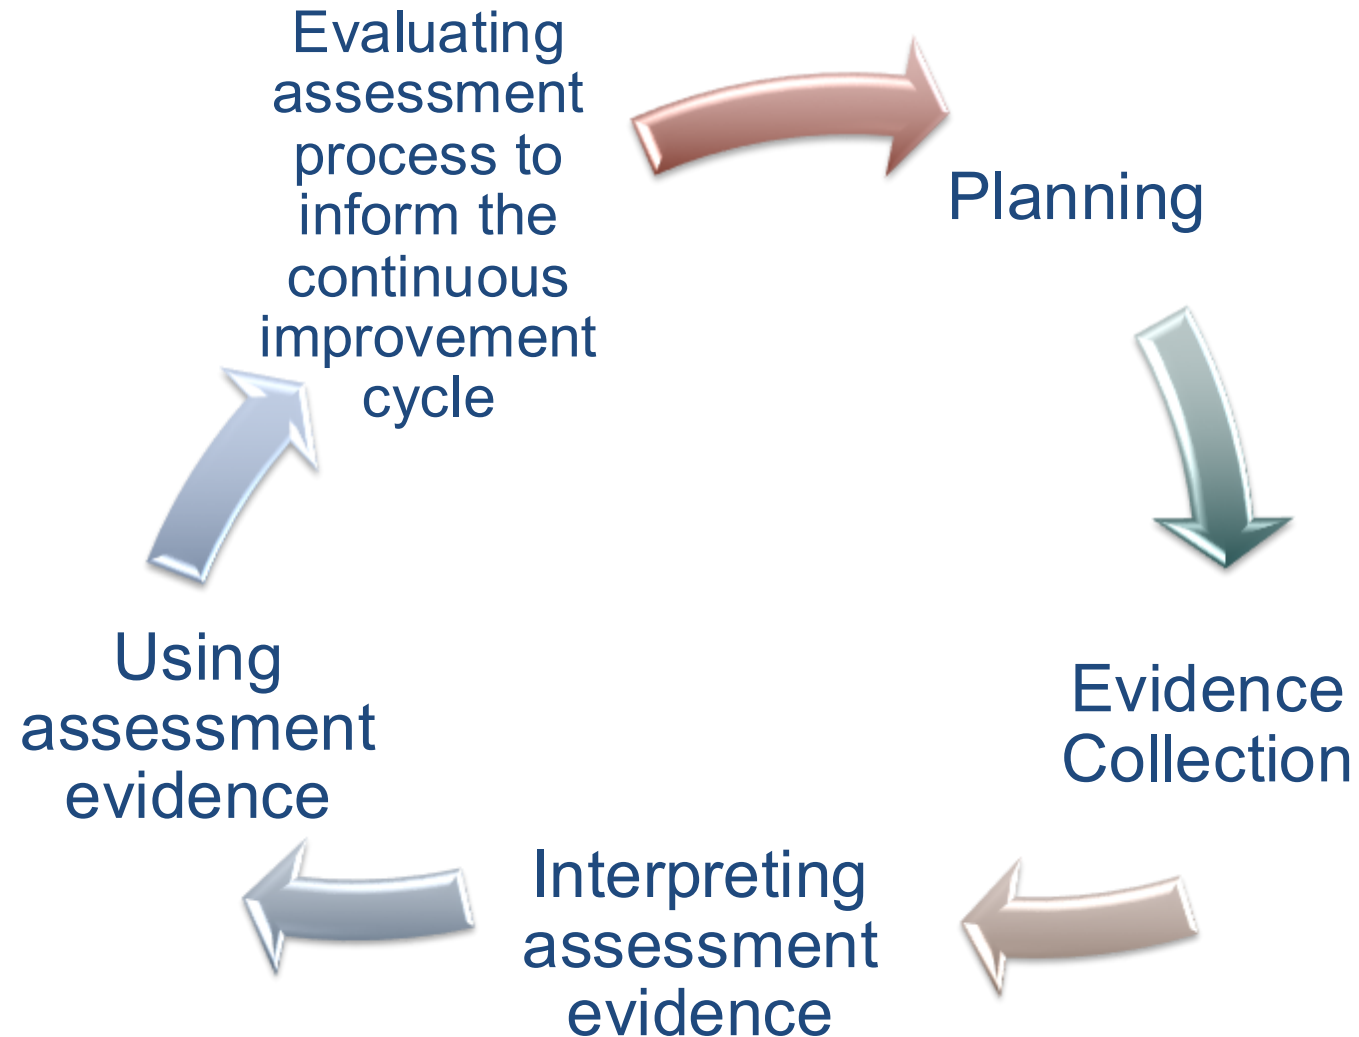 Evaluating
assessment
process to
inform the
continuous
improvement
cycle
Planning
Evidence
Collection
Interpreting
assessment
evidence
Using
assessment
evidence